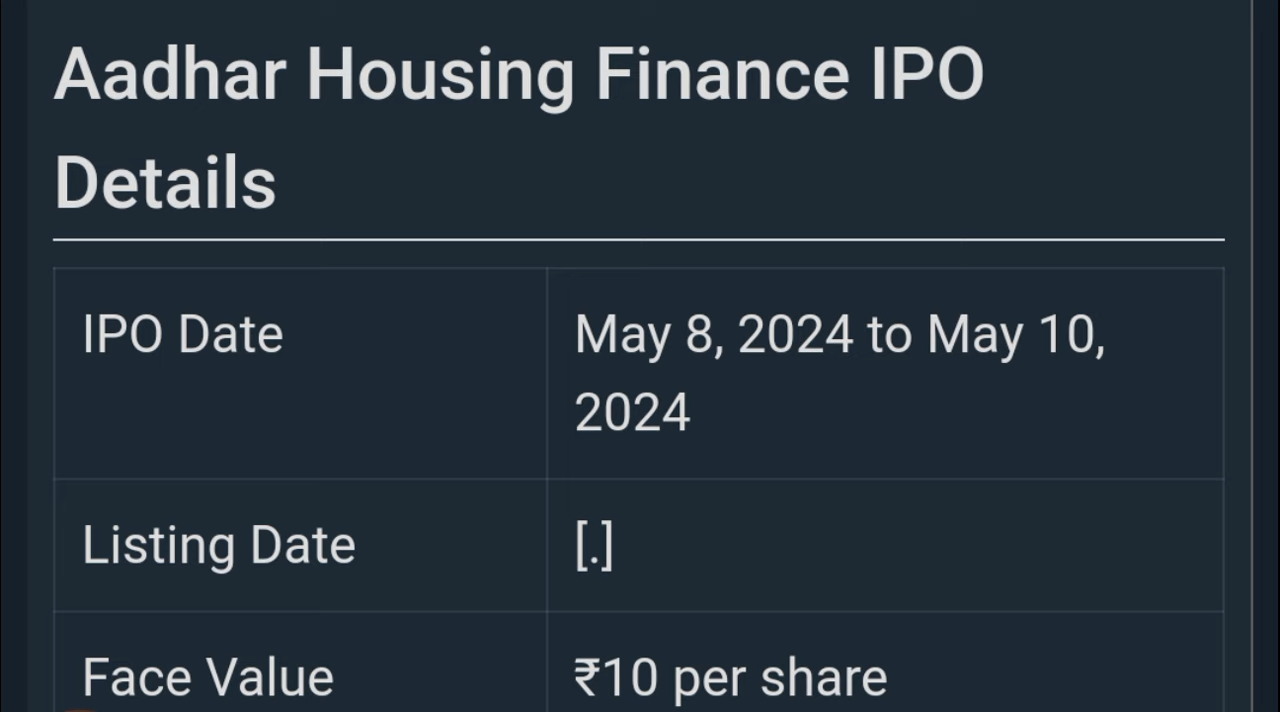 Aadhar Housing Finance IPO
Details
IPO Date
May 8, 2024 to May 10,
2024
Listing Date
[.]
Face Value
₹10 per share